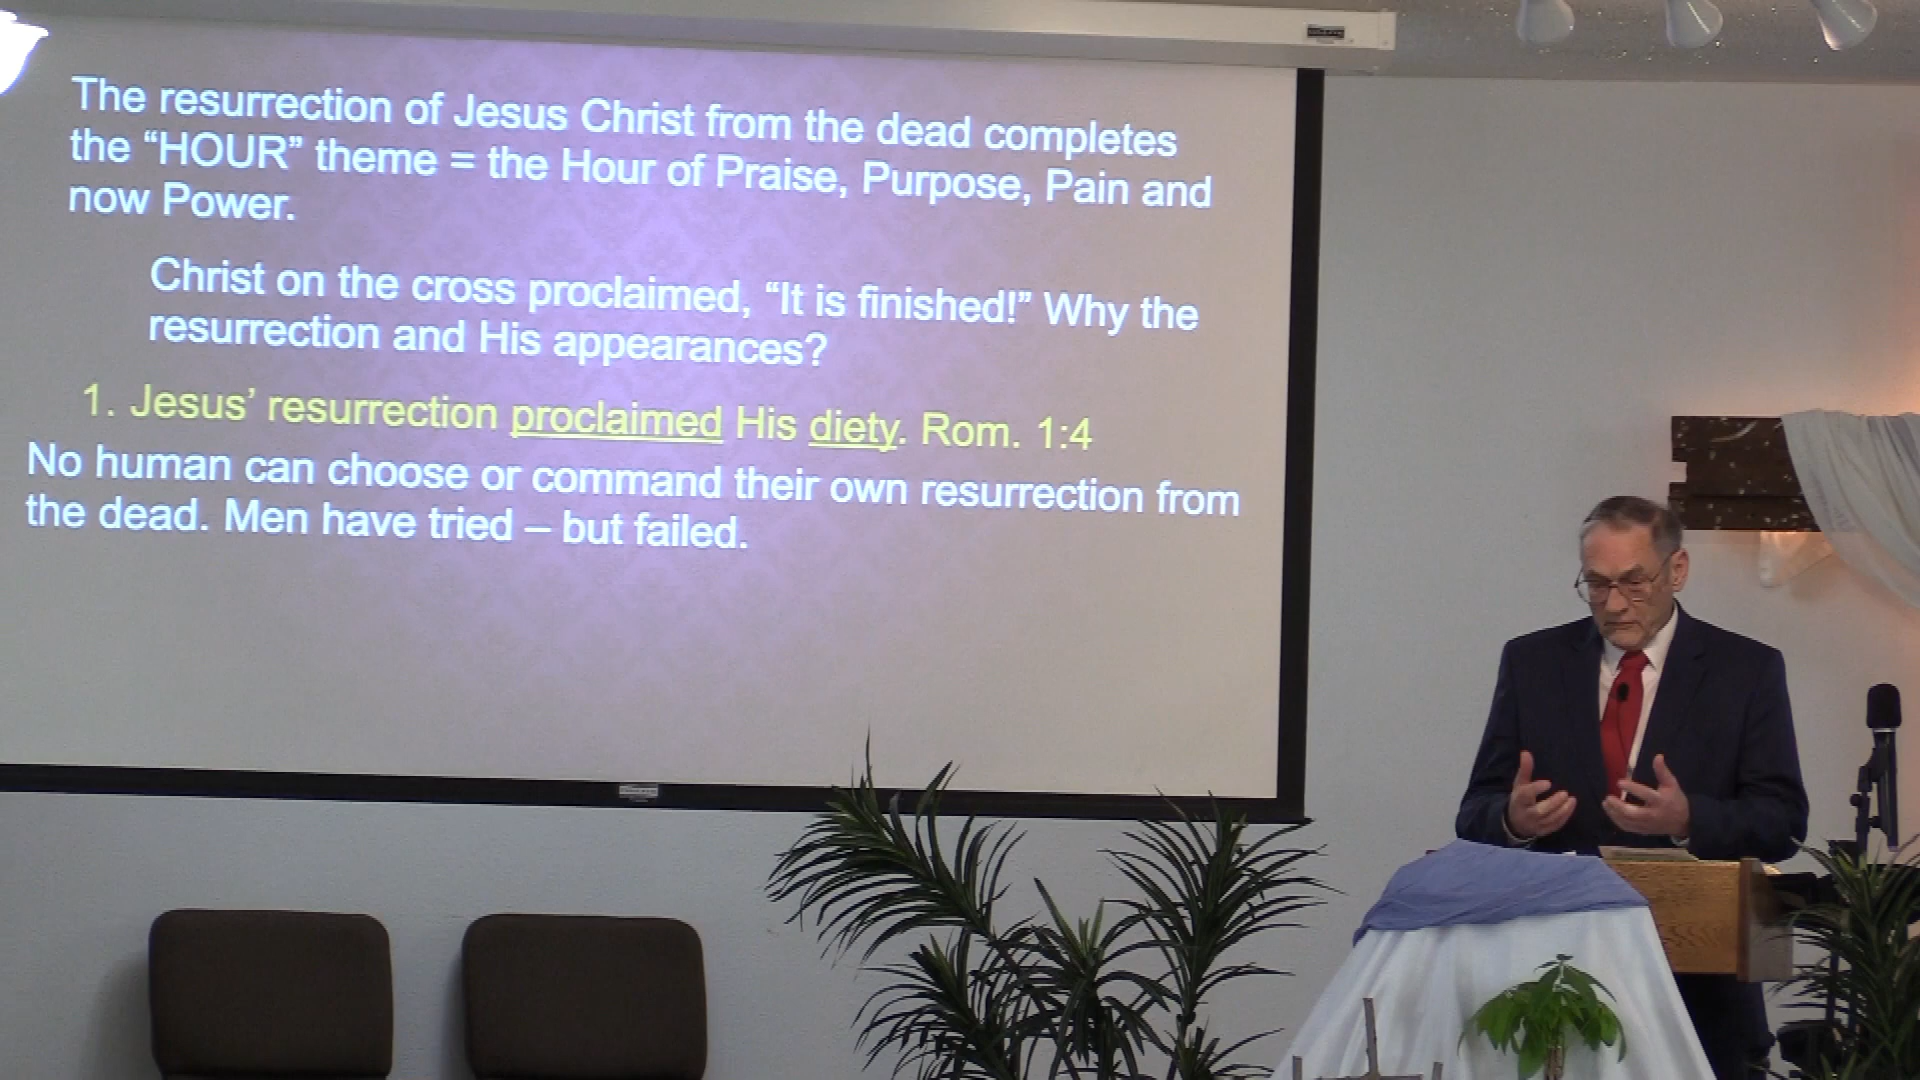 The resurrection of Jesus Christ from the dead completes
the “HOUR” theme = the Hour of Praise, Purpose, Pain and
now Power.
Christ on the cross proclaimed, “It is finished!” Why the
resurrection and His appearances?
1. Jesus’ resurrection proclaimed His diety. Rom. 1:4
No human can choose or command their own resurrection from
the dead. Men have tried – but failed.